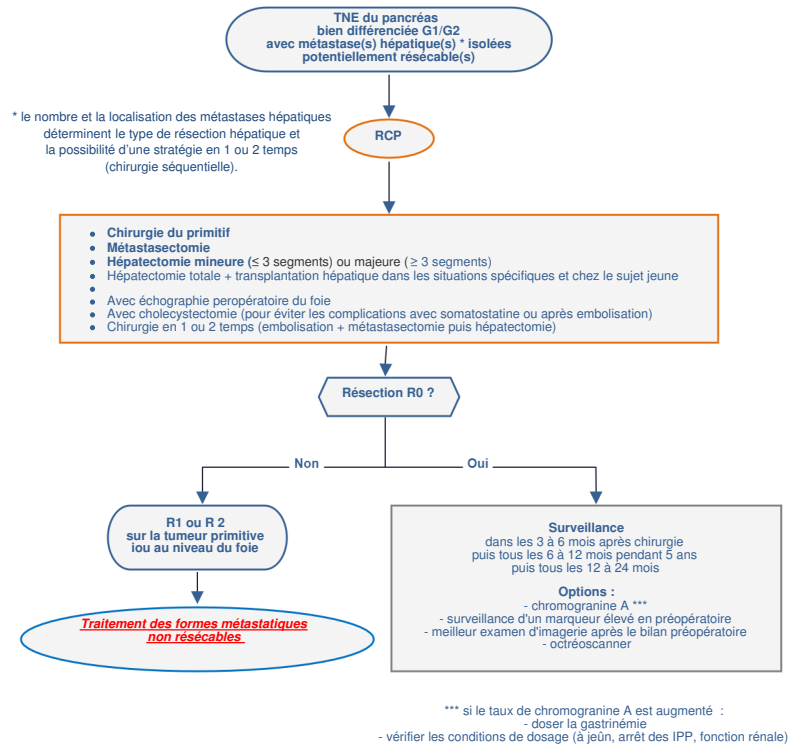 TNE du pancréas
bien différenciée G1/G2
avec métastase(s) hépatique(s) * isolées
potentiellement résécable(s)
* le nombre et la localisation des métastases hépatiques
déterminent le type de résection hépatique et
la possibilité d'une stratégie en 1 ou 2 temps
(chirurgie séquentielle).
RCP
• Chirurgie du primitif
• Métastasectomie
• Hépatectomie mineure (≤ 3 segments) ou majeure ( ≥ 3 segments)
• Hépatectomie totale + transplantation hépatique dans les situations spécifiques et chez le sujet jeune
•
• Avec échographie peropératoire du foie
• Avec cholecystectomie (pour éviter les complications avec somatostatine ou après embolisation)
• Chirurgie en 1 ou 2 temps (embolisation + métastasectomie puis hépatectomie)
Résection R0 ?
Non
Oui
R1 ou R 2
sur la tumeur primitive
iou au niveau du foie
Traitement des formes métastatiques
non résécables
Surveillance
dans les 3 à 6 mois après chirurgie
puis tous les 6 à 12 mois pendant 5 ans
puis tous les 12 à 24 mois
Options :
- chromogranine A ***
- surveillance d'un marqueur élevé en préopératoire
- meilleur examen d'imagerie après le bilan préopératoire
- octréoscanner
*** si le taux de chromogranine A est augmenté :
- doser la gastrinémie
- vérifier les conditions de dosage (à jeûn, arrêt des IPP, fonction rénale)